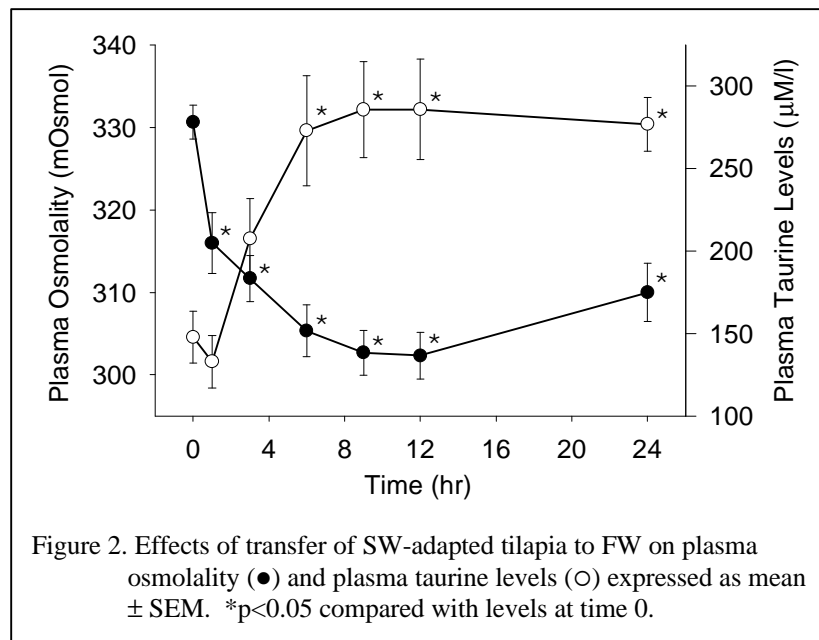 Plasma Osmolality (mOsmol)
340
330
320
310
300
* * * * * *
* * * *
0 4 8 12 16 20 24
Time (hr)
300
250
200
150
100
Plasma Taurine Levels (μM/l)
Figure 2. Effects of transfer of SW-adapted tilapia to FW on plasma
osmolality (●) and plasma taurine levels (○) expressed as mean
± SEM. *p<0.05 compared with levels at time 0.